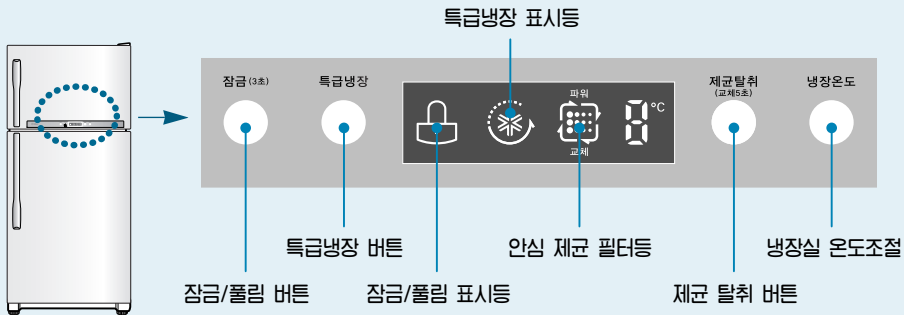 특급냉장 표시등
잠금 (3초)
특급냉장
파워
교체
8℃
제균탈취
(교체5초)
냉장온도
특급냉장 버튼
안심 제균 필터등
냉장실 온도조절
잠금/풀림 버튼
잠금/풀림 표시등
제균 탈취 버튼